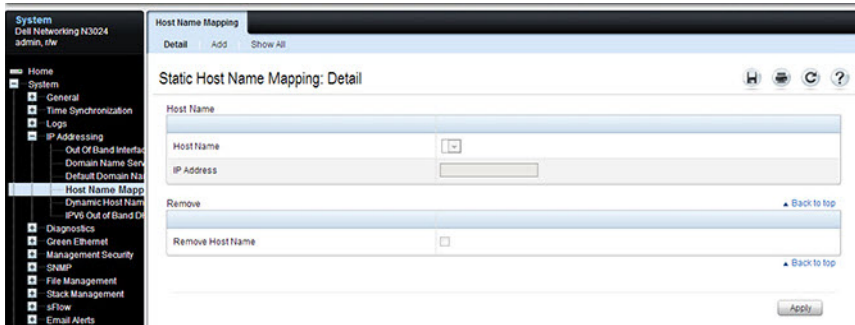 System
Dell Networking N3024
admin, r/w
Home
System
General
Time Synchronization
Logs
IP Addressing
Out Of Band Interfac
Domain Name Serv
Default Domain Na
Host Name Mapp
Dynamic Host Nam
IPV6 Out of Band DH
Diagnostics
Green Ethernet
Management Security
SNMP
File Management
Stack Management
sFlow
Email Alerts
Host Name Mapping
Detail Add Show All
Static Host Name Mapping: Detail
Host Name
Host Name
IP Address
Remove
Back to top
Remove Host Name
Back to top
Apply